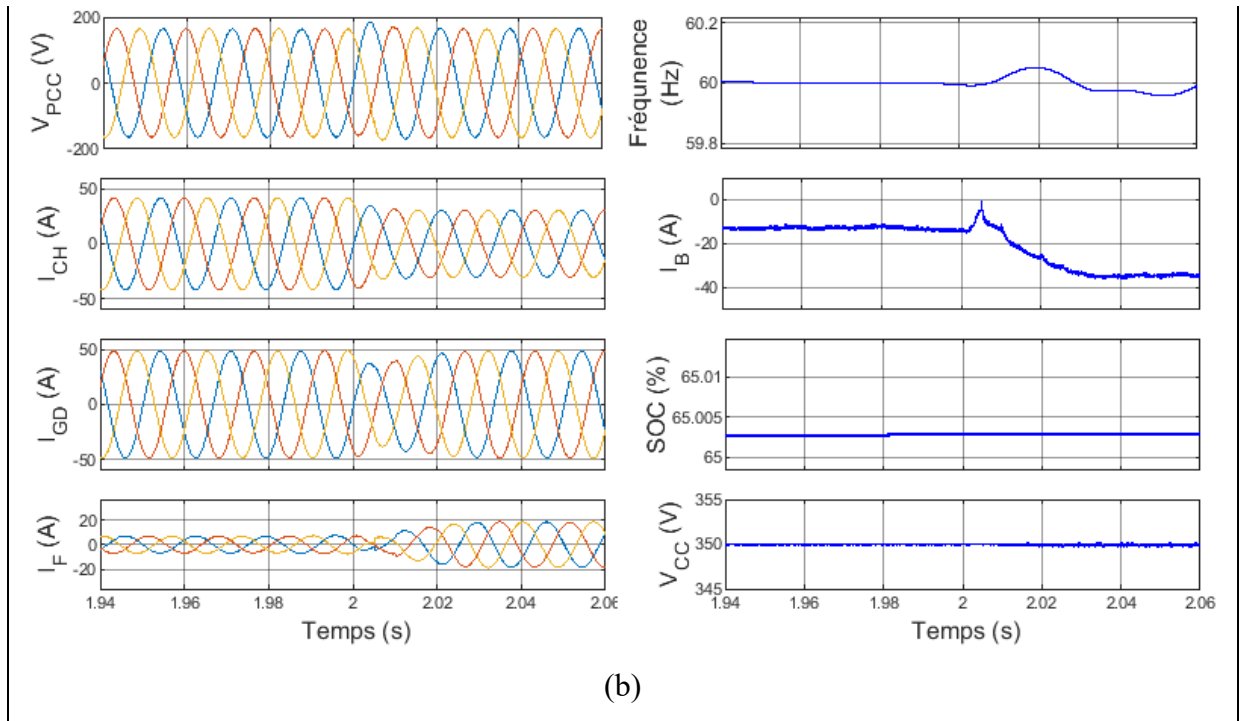 200
0
-200
V_PCC (V)
50
0
-50
I_CH (A)
50
0
-50
I_GD (A)
20
0
-20
I_F (A)
1.94 1.96 1.98 2 2.02 2.04 2.06
Temps (s)
60.2
60
59.8
Fréqunence
(Hz)
0
-20
-40
I_B (A)
65.01
65.005
65
SOC (%)
355
350
345
V_CC (V)
1.94 1.96 1.98 2 2.02 2.04 2.06
Temps (s)
(b)